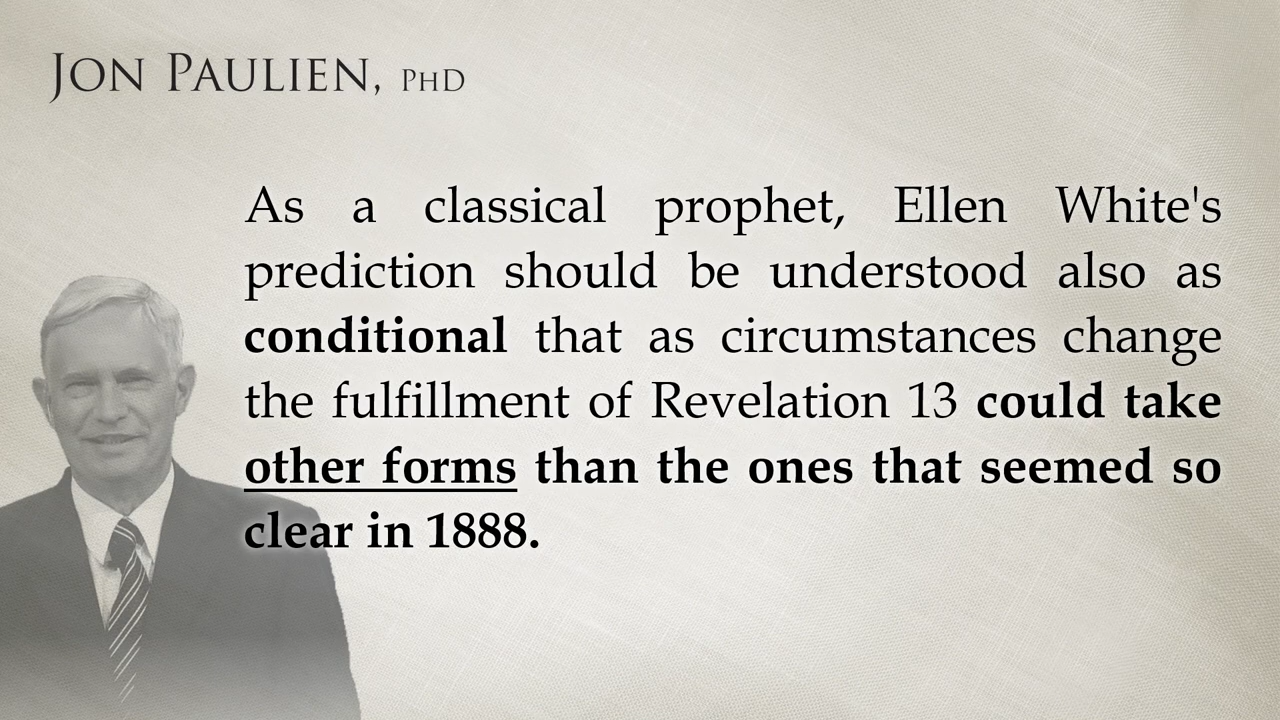 Jon Paulien, PhD
As a classical prophet, Ellen White's
prediction should be understood also as
conditional that as circumstances change
the fulfillment of Revelation 13 could take
other forms than the ones that seemed so
clear in 1888.